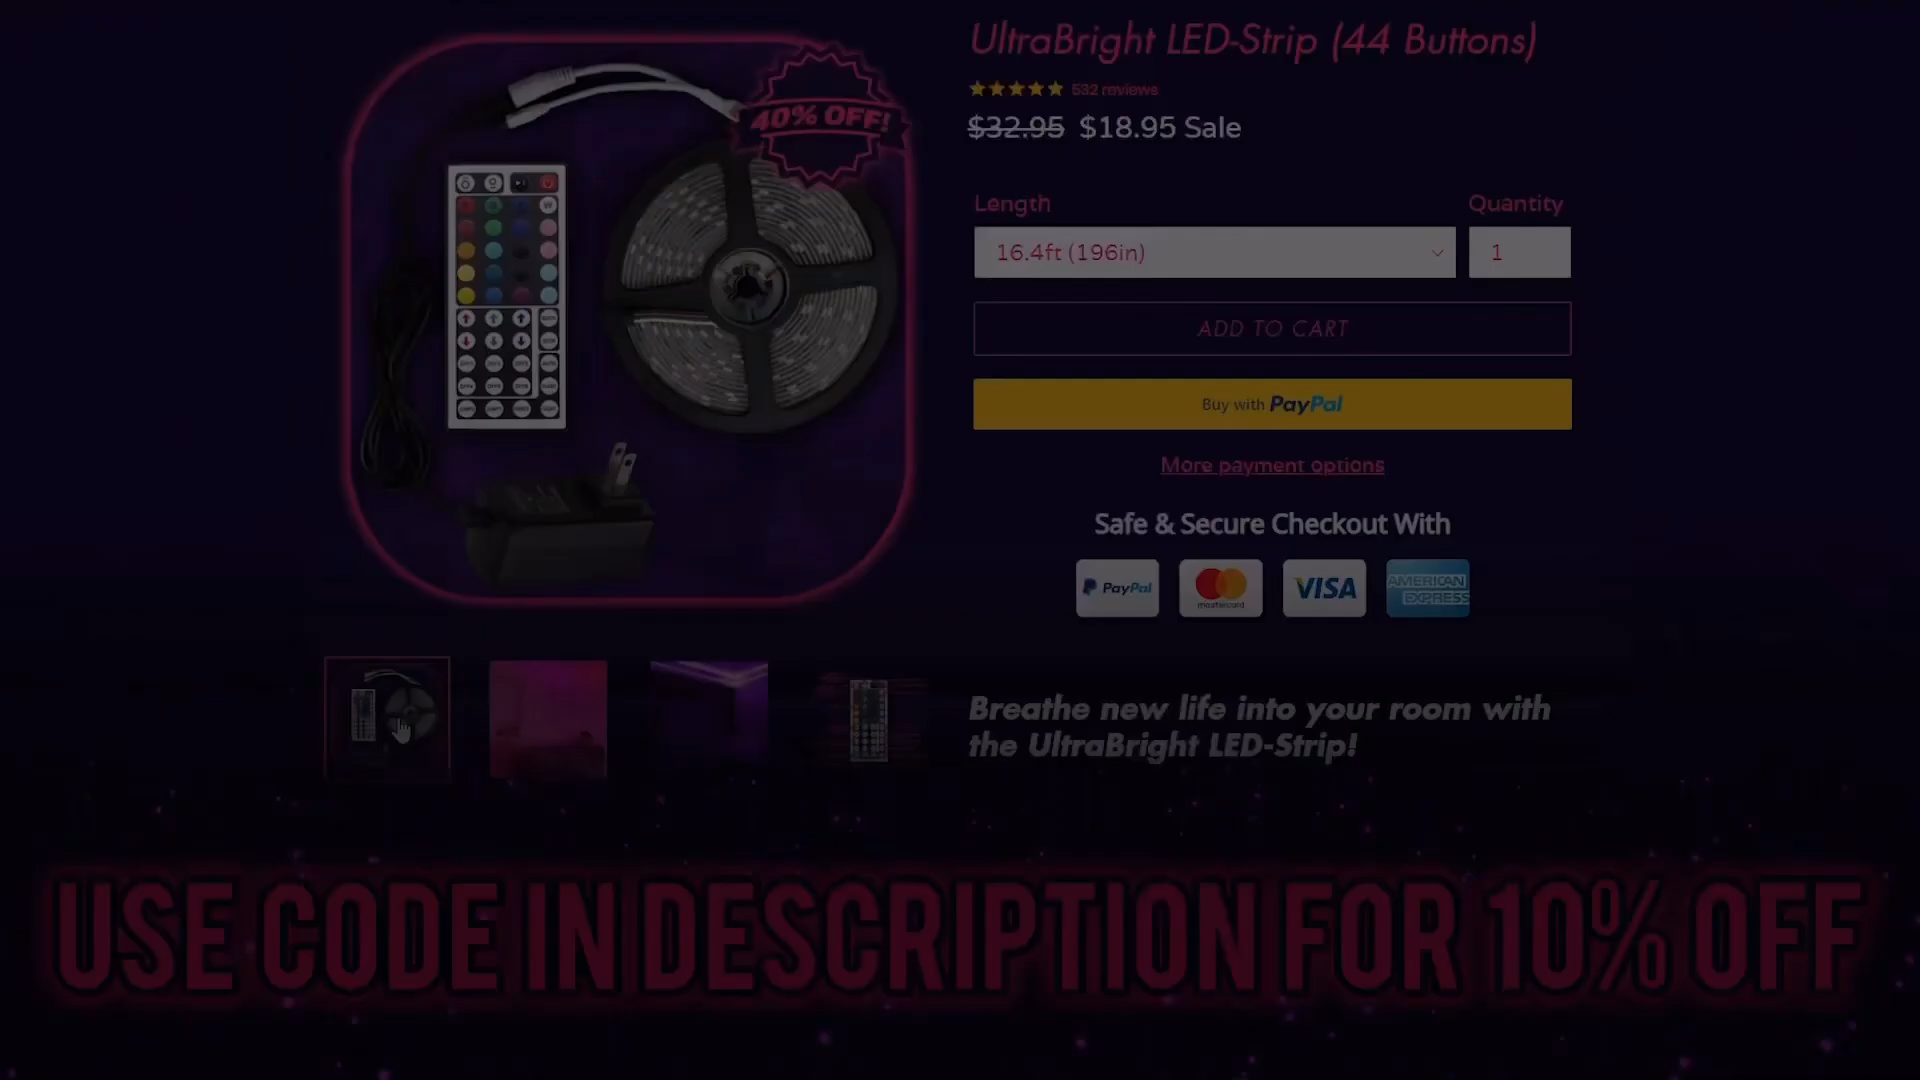 UltraBright LED-Strip (44 Buttons)
532 reviews
$32.95 $18.95 Sale
40% OFF!
Length
Quantity
16.4ft (196in)
1
ADD TO CART
Buy with PayPal
More payment options
Safe & Secure Checkout With
PayPal
mastercard
VISA
AMERICAN
EXPRESS
Breathe new life into your room with
the UltraBright LED-Strip!
USE CODE IN DESCRIPTION FOR 10% OFF